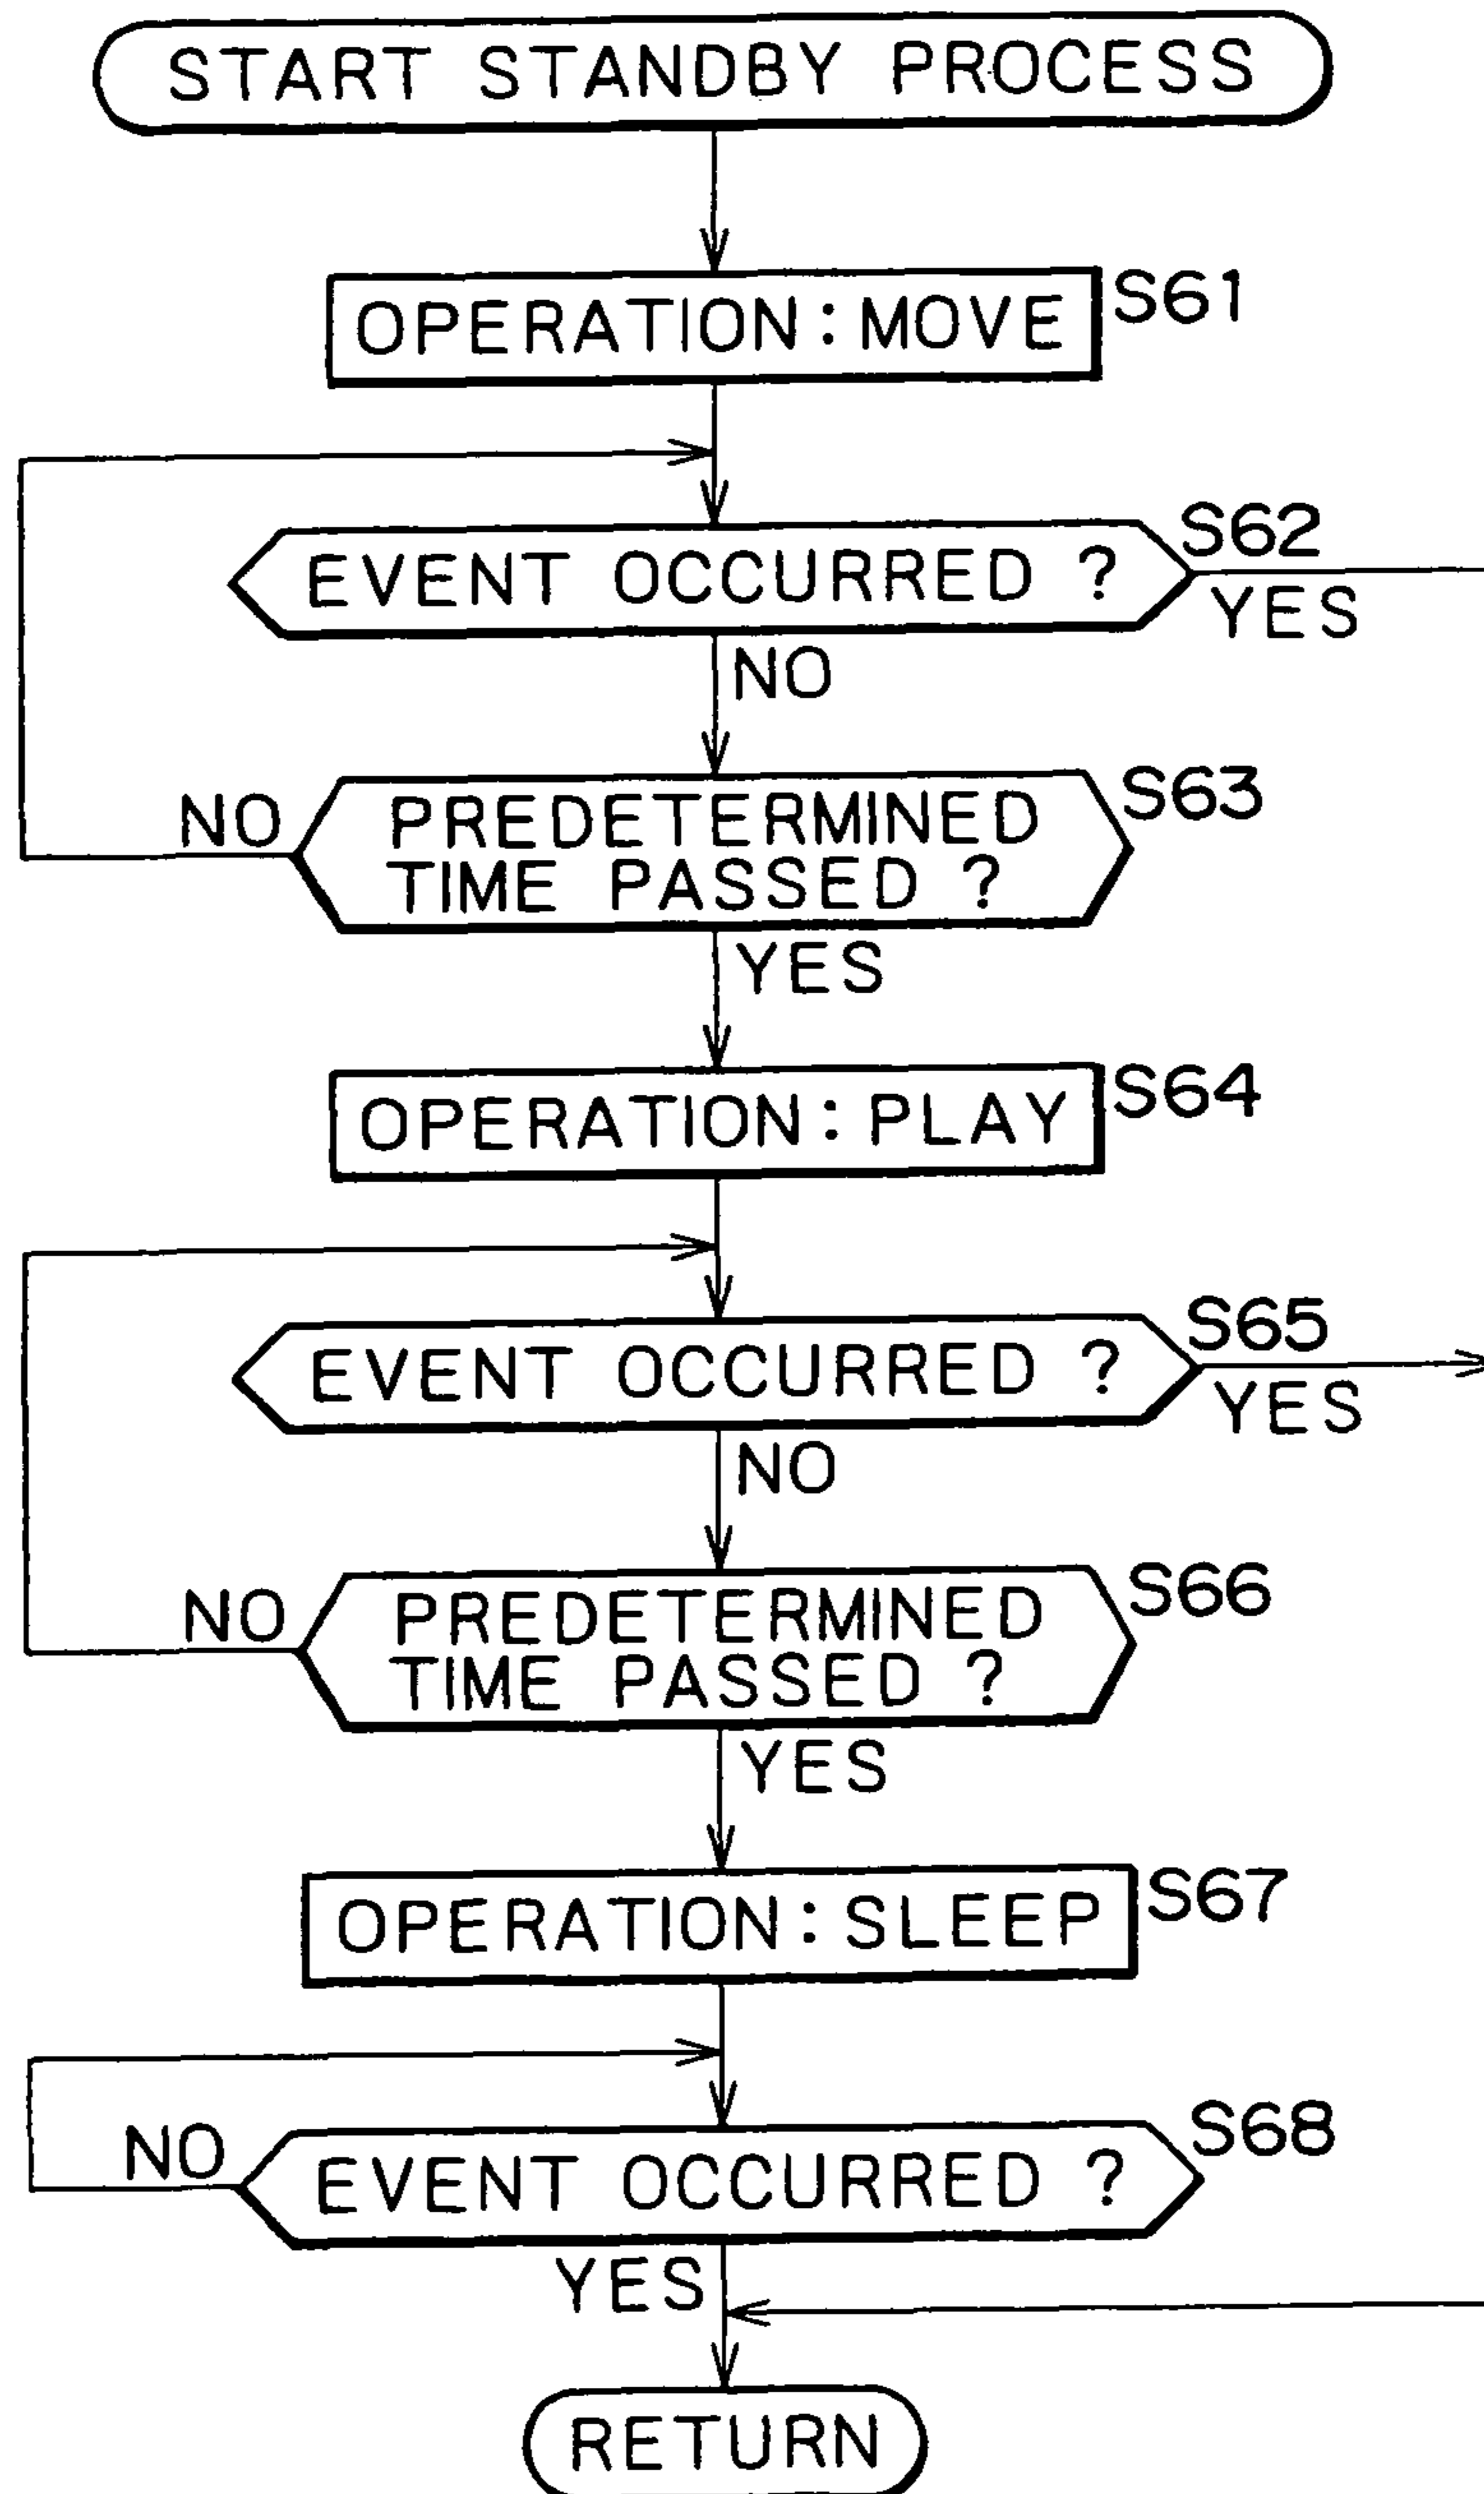 START STANDBY PROCESS
OPERATION:MOVE
S61
EVENT OCCURRED ?
S62
YES
NO
PREDETERMINED
TIME PASSED ?
S63
NO
YES
OPERATION:PLAY
S64
EVENT OCCURRED ?
S65
YES
NO
PREDETERMINED
TIME PASSED ?
S66
NO
YES
OPERATION:SLEEP
S67
EVENT OCCURRED ?
S68
NO
YES
RETURN